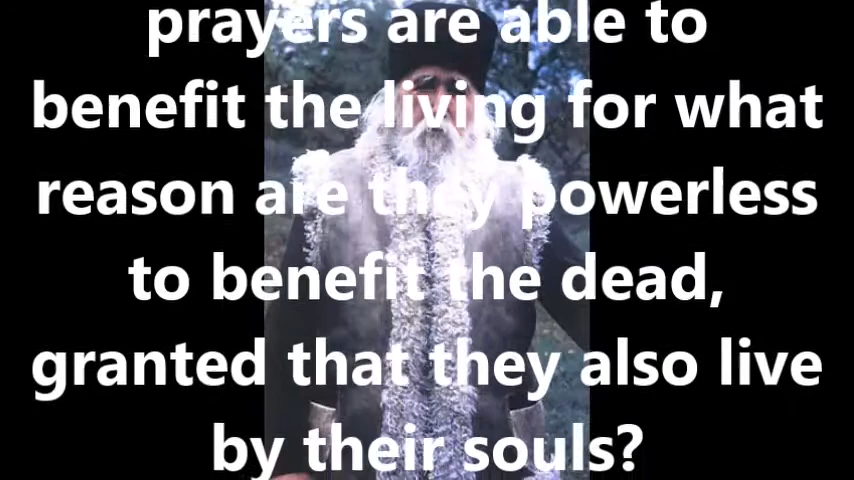 prayers are able to
benefit the living for what
reason are they powerless
to benefit the dead,
granted that they also live
by their souls?